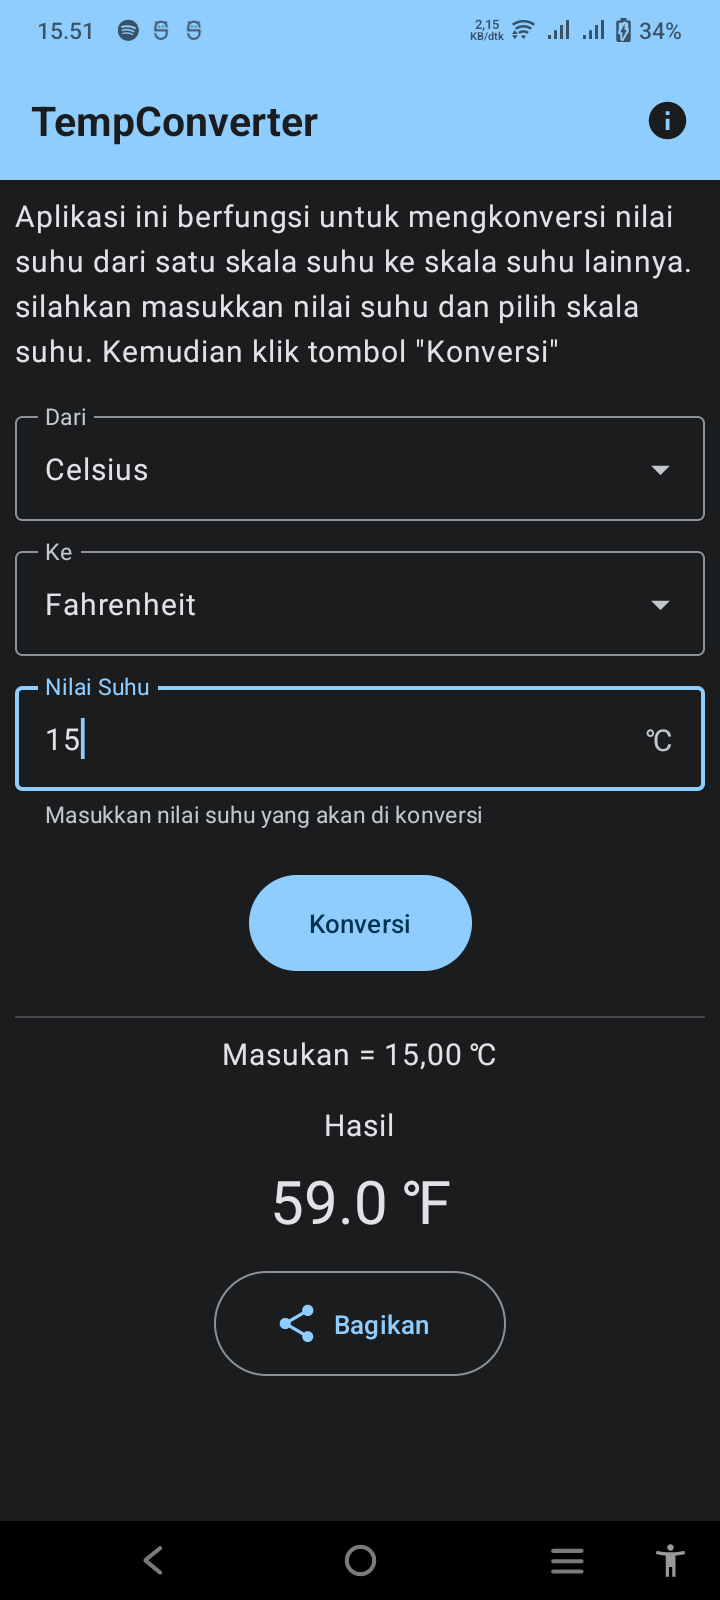 15.51
2,15
KB/dtk
34%
TempConverter
Aplikasi ini berfungsi untuk mengkonversi nilai
suhu dari satu skala suhu ke skala suhu lainnya.
silahkan masukkan nilai suhu dan pilih skala
suhu. Kemudian klik tombol "Konversi"
Dari
Celsius
Ke
Fahrenheit
Nilai Suhu
15 ℃
Masukkan nilai suhu yang akan di konversi
Konversi
Masukan = 15,00 ℃
Hasil
59.0 ℉
Bagikan